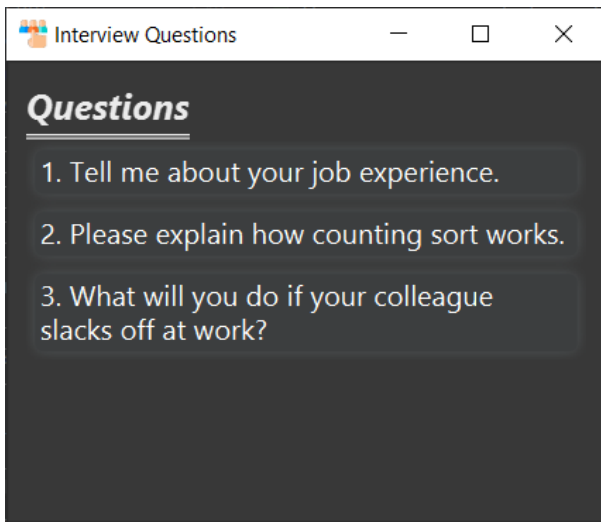 Interview Questions
Questions
1. Tell me about your job experience.
2. Please explain how counting sort works.
3. What will you do if your colleague
slacks off at work?